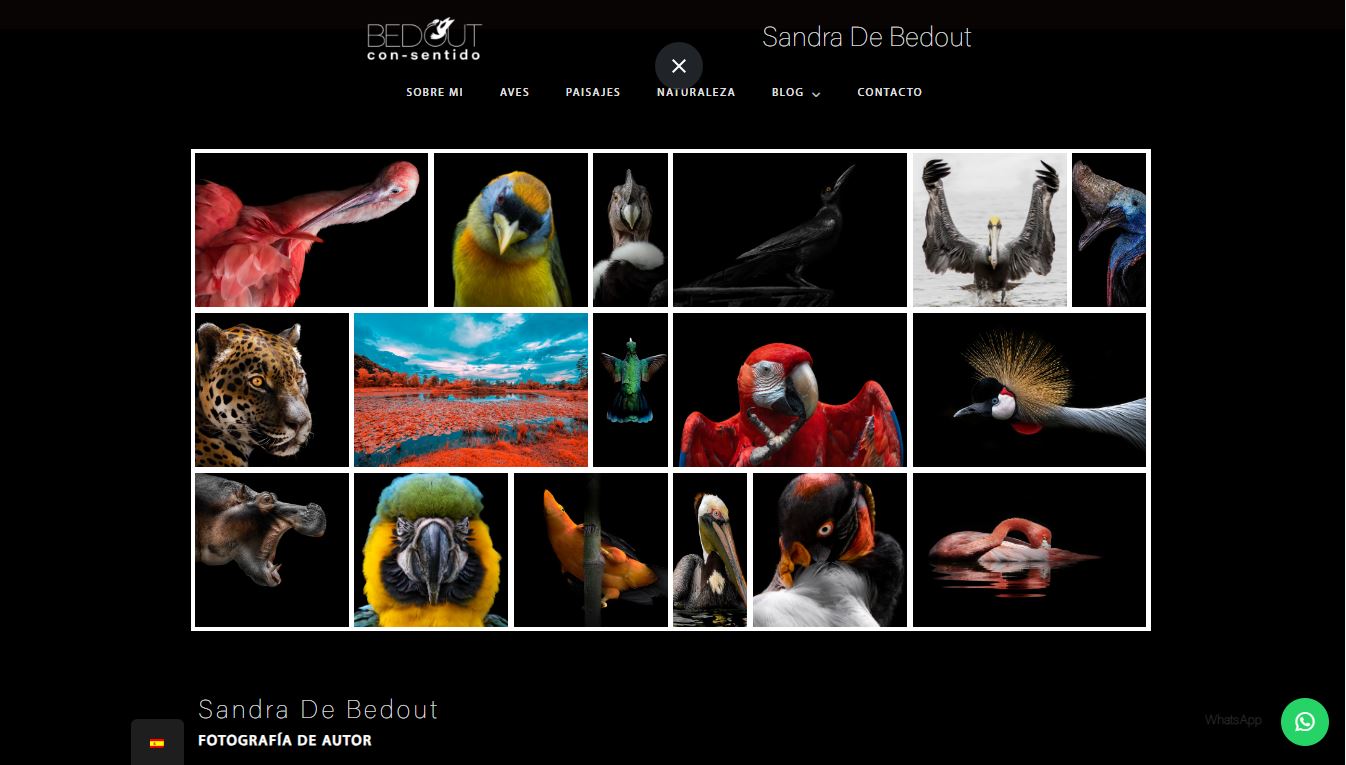 BEDOUT
con-sentido
Sandra De Bedout
SOBRE MI AVES PAISAJES NATURALEZA BLOG CONTACTO
Sandra De Bedout
FOTOGRAFÍA DE AUTOR
WhatsApp